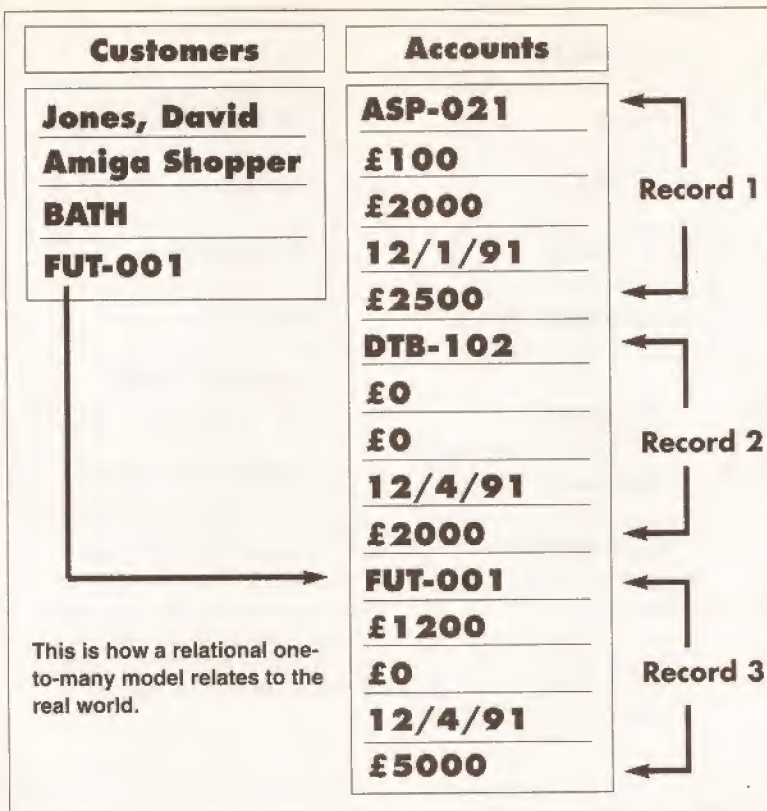 Customers
Jones, David
Amiga Shopper
BATH
FUT-001
This is how a relational one-
to-many model relates to the
real world.
Accounts
ASP-021
£100
£2000
12/1/91
£2500
DTB-102
£0
£0
12/4/91
£2000
FUT-001
£1200
£0
12/4/91
£5000
Record 1
Record 2
Record 3